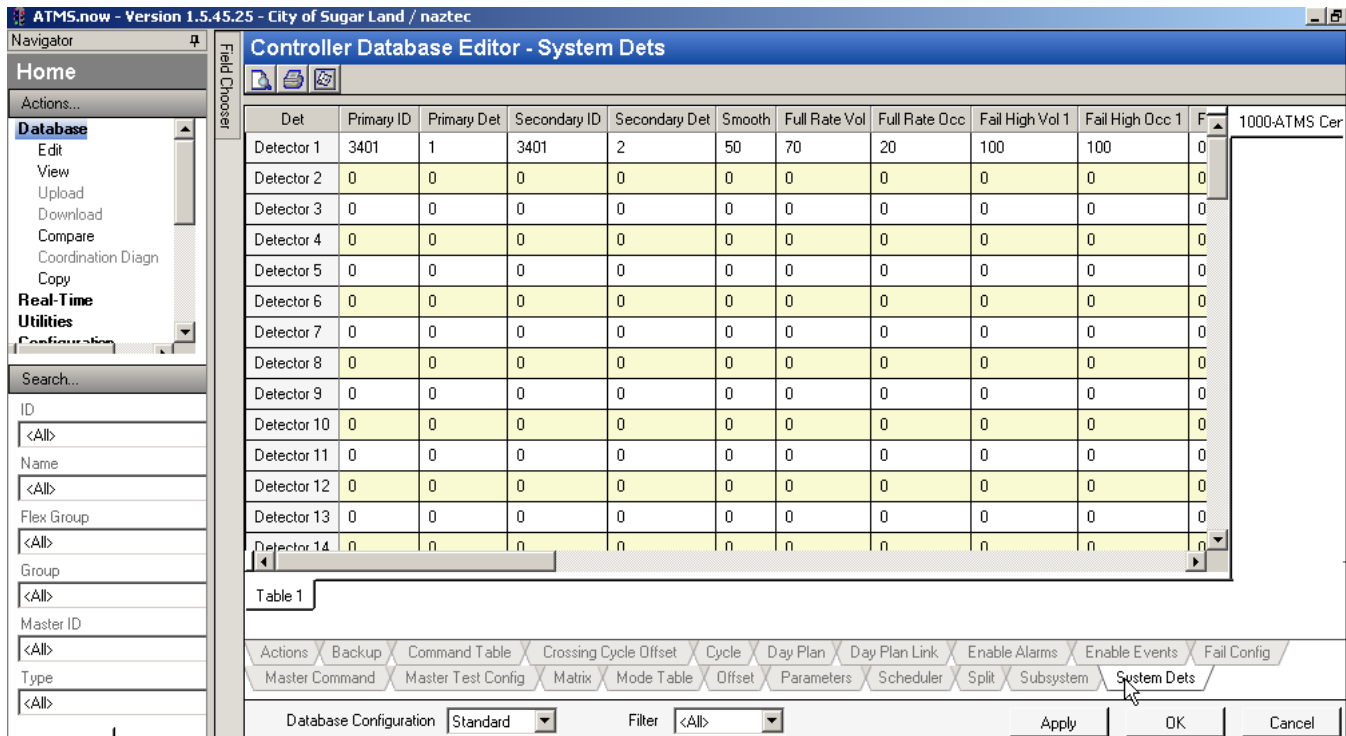 ATMS.now - Version 1.5.45.25 - City of Sugar Land / naztec
Navigator
Home
Actions...
Database
Edit
View
Upload
Download
Compare
Coordination Diagn
Copy
Real-Time
Utilities
Configuration
Search...
ID
<All>
Name
<All>
Flex Group
<All>
Group
<All>
Master ID
<All>
Type
<All>
Field Chooser
Controller Database Editor - System Dets
Det Primary ID Primary Det Secondary ID Secondary Det Smooth Full Rate Vol Full Rate Occ Fail High Vol 1 Fail High Occ 1 F
Detector 1 3401 1 3401 2 50 70 20 100 100 0
Detector 2 0 0 0 0 0 0 0 0 0 0
Detector 3 0 0 0 0 0 0 0 0 0 0
Detector 4 0 0 0 0 0 0 0 0 0 0
Detector 5 0 0 0 0 0 0 0 0 0 0
Detector 6 0 0 0 0 0 0 0 0 0 0
Detector 7 0 0 0 0 0 0 0 0 0 0
Detector 8 0 0 0 0 0 0 0 0 0 0
Detector 9 0 0 0 0 0 0 0 0 0 0
Detector 10 0 0 0 0 0 0 0 0 0 0
Detector 11 0 0 0 0 0 0 0 0 0 0
Detector 12 0 0 0 0 0 0 0 0 0 0
Detector 13 0 0 0 0 0 0 0 0 0 0
Detector 14 0 0 0 0 0 0 0 0 0 0
1000-ATMS Cer
Table 1
Actions Backup Command Table Crossing Cycle Offset Cycle Day Plan Day Plan Link Enable Alarms Enable Events Fail Config
Master Command Master Test Config Matrix Mode Table Offset Parameters Scheduler Split Subsystem System Dets
Database Configuration Standard Filter <All> Apply OK Cancel